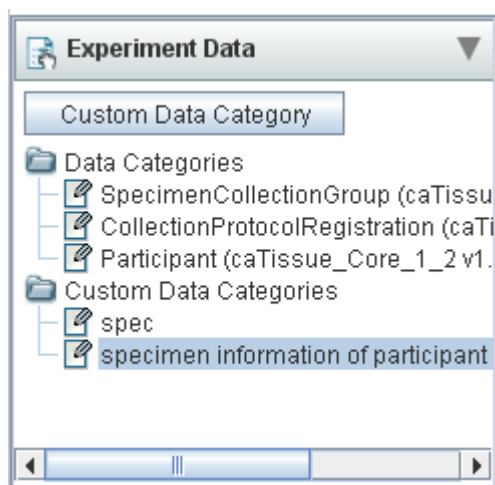 Experiment Data
Custom Data Category
Data Categories
SpecimenCollectionGroup (caTissu
CollectionProtocolRegistration (caTi
Participant (caTissue_Core_1_2 v1.
Custom Data Categories
spec
specimen information of participant